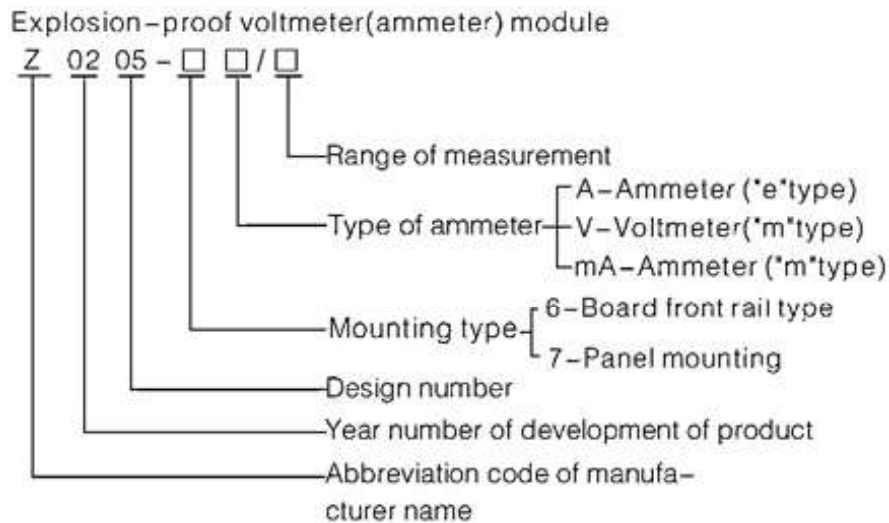 Explosion-proof voltmeter(ammeter) module
Z 02 05 - □ □ / □
Range of measurement
A-Ammeter ("e"type)
Type of ammeter
V-Voltmeter("m"type)
mA-Ammeter ("m"type)
6-Board front rail type
Mounting type
7-Panel mounting
Design number
Year number of development of product
Abbreviation code of manufa-
cturer name